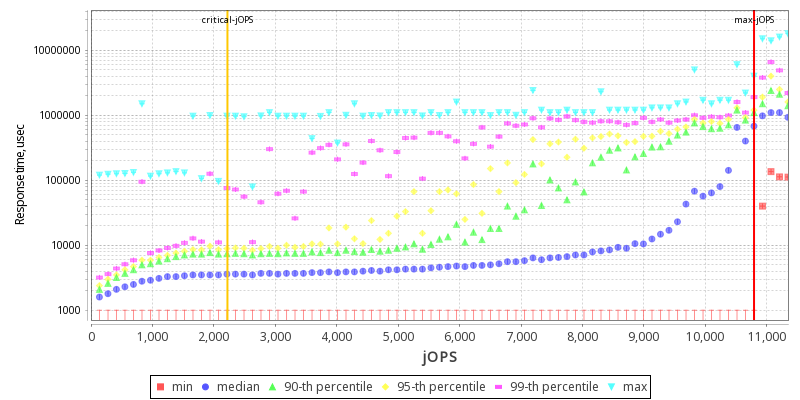 critical-jOPS
max-jOPS
Response time, usec
10000000
1000000
100000
10000
1000
0
1,000
2,000
3,000
4,000
5,000
6,000
7,000
8,000
9,000
10,000
11,000
jOPS
min
median
90-th percentile
95-th percentile
99-th percentile
max